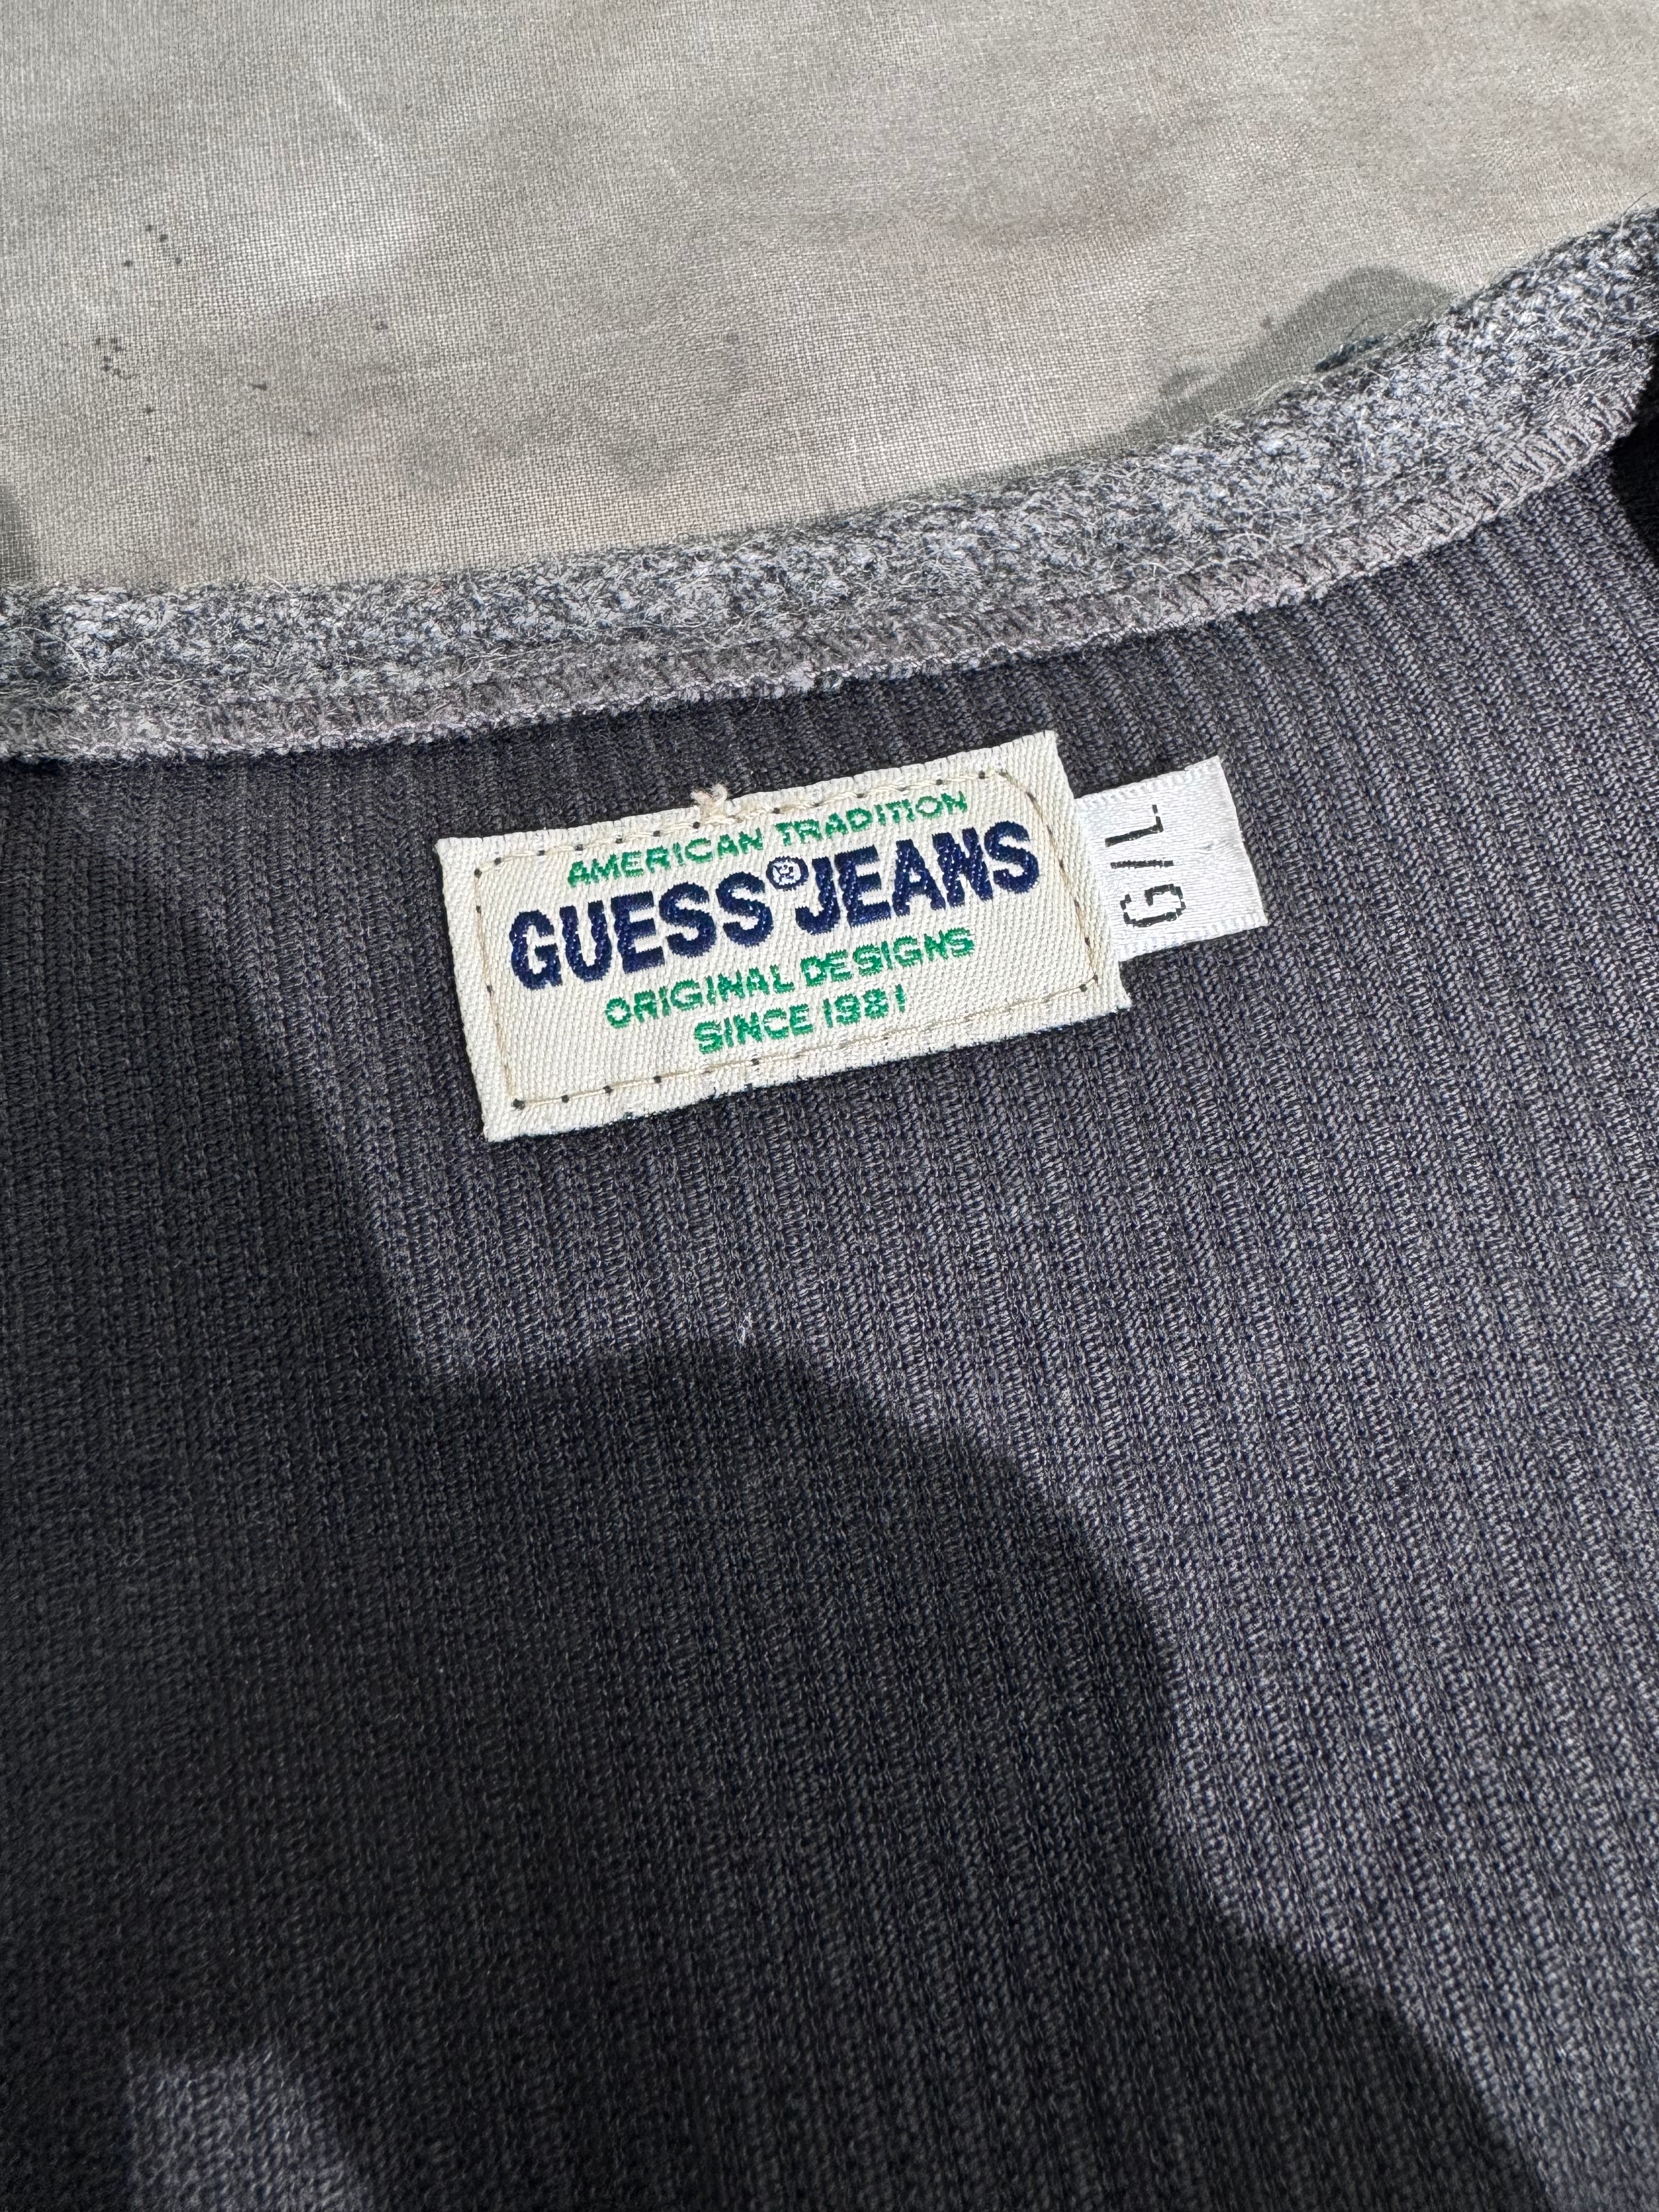 AMERICAN TRADITION
GUESS® JEANS
ORIGINAL DESIGNS
SINCE 1981
G/L